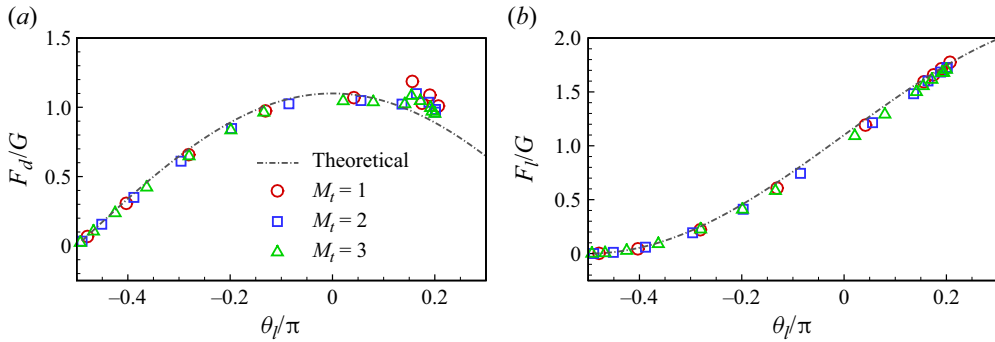 (a)
1.5
1.0
0.5
0
F_d/G
Theoretical
M_t = 1
M_t = 2
M_t = 3
−0.4 −0.2 0 0.2
θ_l/π
(b)
2.0
1.5
1.0
0.5
0
F_l/G
−0.4 −0.2 0 0.2
θ_l/π